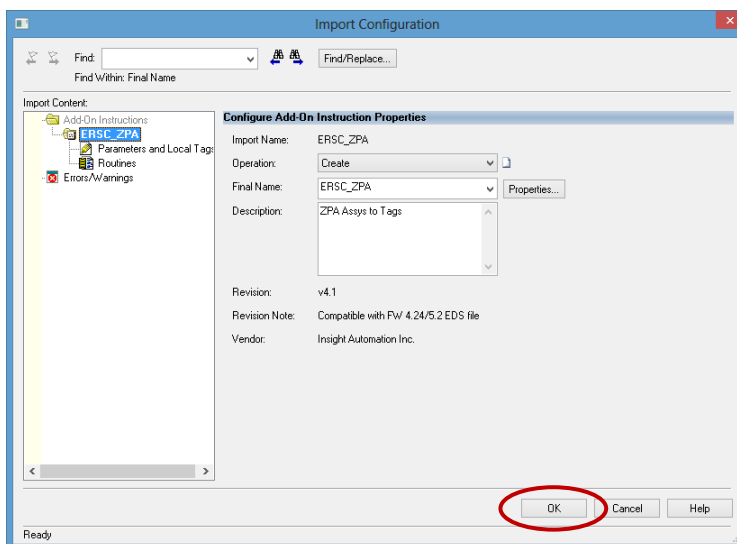 Import Configuration
Find:
Find/Replace...
Find Within: Final Name
Import Content:
Add-On Instructions
ERSC_ZPA
Parameters and Local Tags
Routines
Errors/Warnings
Configure Add-On Instruction Properties
Import Name: ERSC_ZPA
Operation: Create
Final Name: ERSC_ZPA Properties...
Description: ZPA Assys to Tags
Revision: v4.1
Revision Note: Compatible with FW 4.24/5.2 EDS file
Vendor: Insight Automation Inc.
OK Cancel Help
Ready